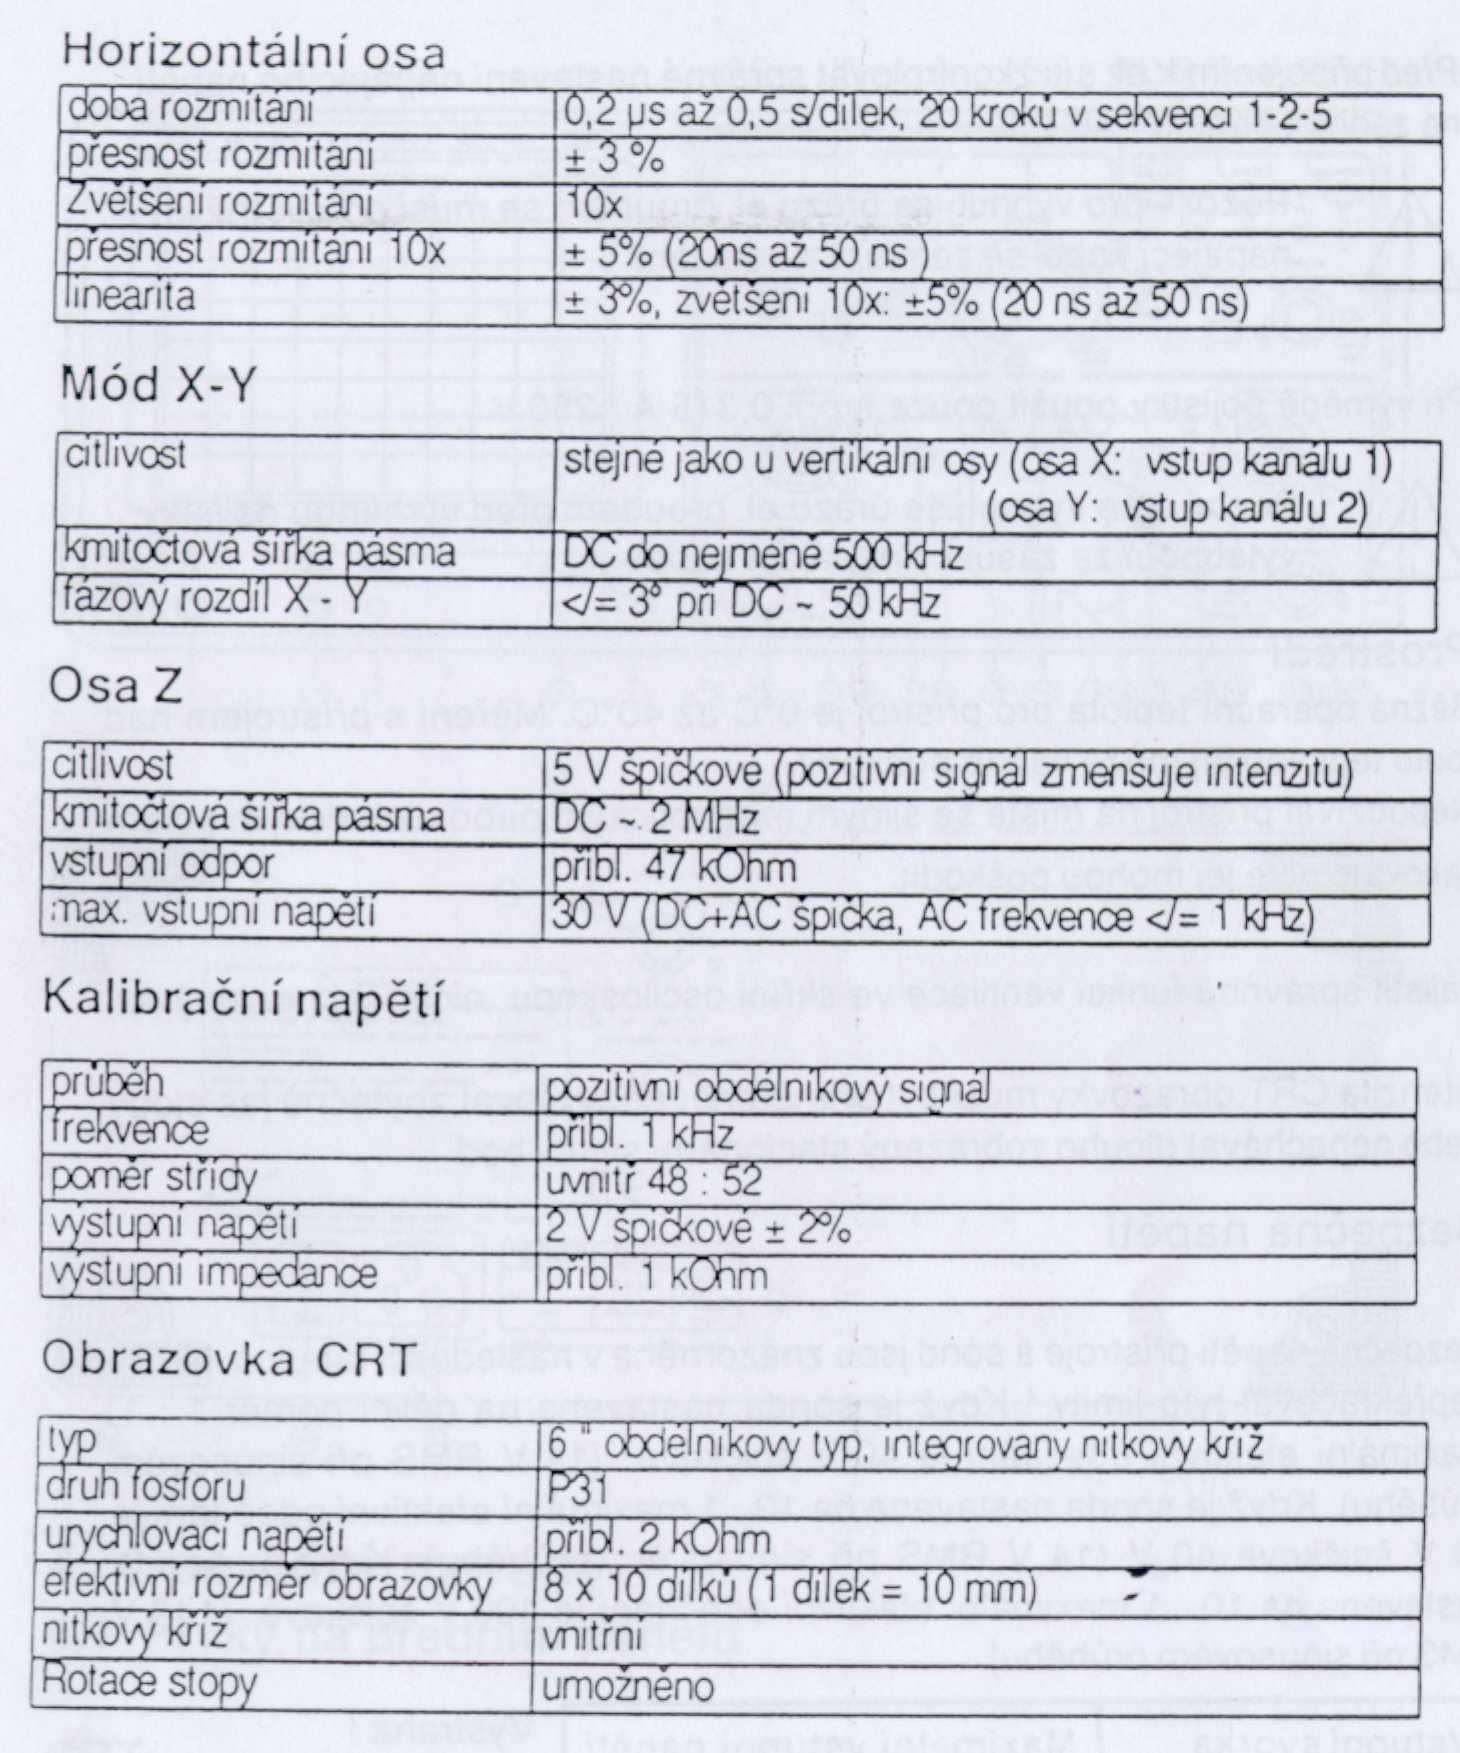 Horizontální osa
doba rozmítání 0,2 µs až 0,5 s/dílek, 20 kroků v sekvenci 1-2-5
přesnost rozmítání ± 3 %
Zvětšení rozmítání 10x
přesnost rozmítání 10x ± 5% (20ns až 50 ns )
linearita ± 3%, zvětšení 10x: ±5% (20 ns až 50 ns)
Mód X-Y
citlivost stejné jako u vertikální osy (osa X: vstup kanálu 1)
(osa Y: vstup kanálu 2)
kmitočtová šířka pásma DC do nejméně 500 kHz
fázový rozdíl X - Y </= 3° při DC ~ 50 kHz
Osa Z
citlivost 5 V špičkové (pozitivní signál zmenšuje intenzitu)
kmitočtová šířka pásma DC ~ 2 MHz
vstupní odpor přibl. 47 kOhm
max. vstupní napětí 30 V (DC+AC špička, AC frekvence </= 1 kHz)
Kalibrační napětí
průběh pozitivní obdélníkový signál
frekvence přibl. 1 kHz
poměr střídy uvnitř 48 : 52
výstupní napětí 2 V špičkové ± 2%
výstupní impedance přibl. 1 kOhm
Obrazovka CRT
typ 6 " obdélníkový typ, integrovaný nitkový kříž
druh fosforu P31
urychlovací napětí přibl. 2 kOhm
efektivní rozměr obrazovky 8 x 10 dílků (1 dílek = 10 mm)
nitkový kříž vnitřní
Rotace stopy umožněno